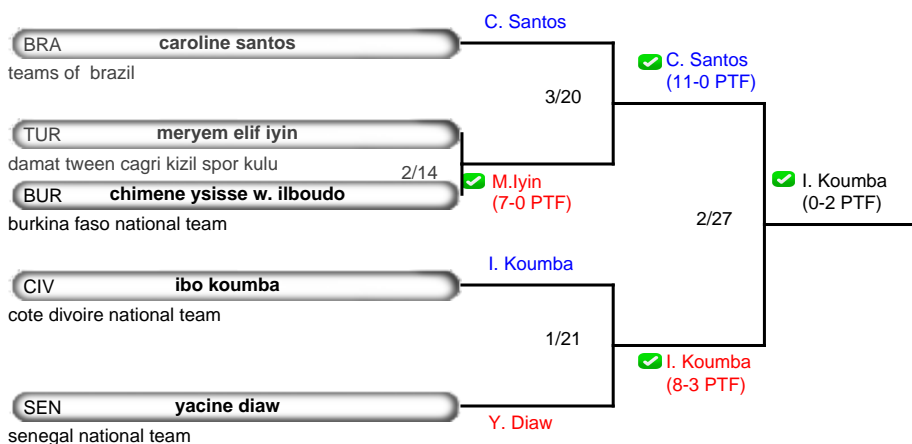 C. Santos
BRA caroline santos
teams of brazil
C. Santos
(11-0 PTF)
3/20
TUR meryem elif iyin
damat tween cagri kizil spor kulu
2/14
M.Iyin
(7-0 PTF)
BUR chimene ysisse w. ilboudo
burkina faso national team
I. Koumba
(0-2 PTF)
2/27
I. Koumba
CIV ibo koumba
cote divoire national team
1/21
I. Koumba
(8-3 PTF)
SEN yacine diaw
Y. Diaw
senegal national team